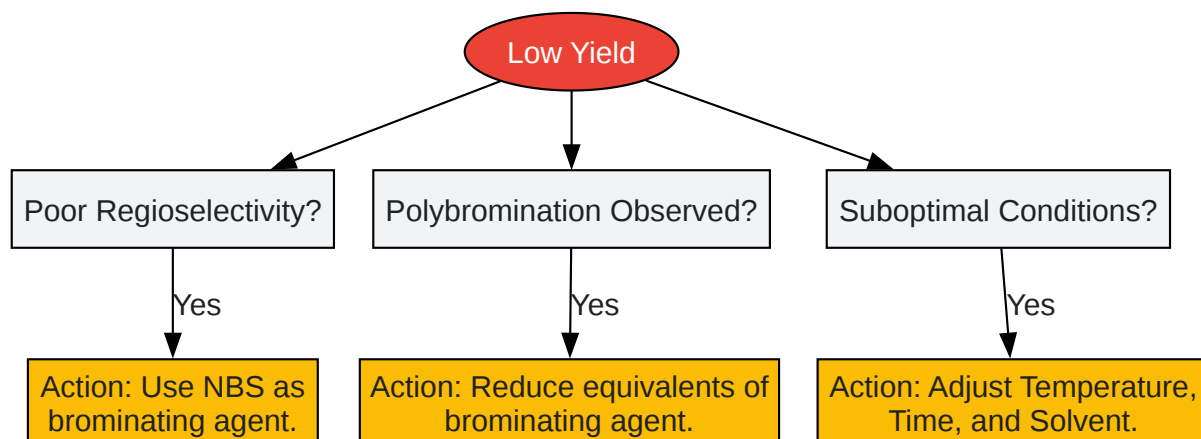 Low Yield
Poor Regioselectivity?
Polybromination Observed?
Suboptimal Conditions?
Yes
Yes
Yes
Action: Use NBS as
brominating agent.
Action: Reduce equivalents of
brominating agent.
Action: Adjust Temperature,
Time, and Solvent.